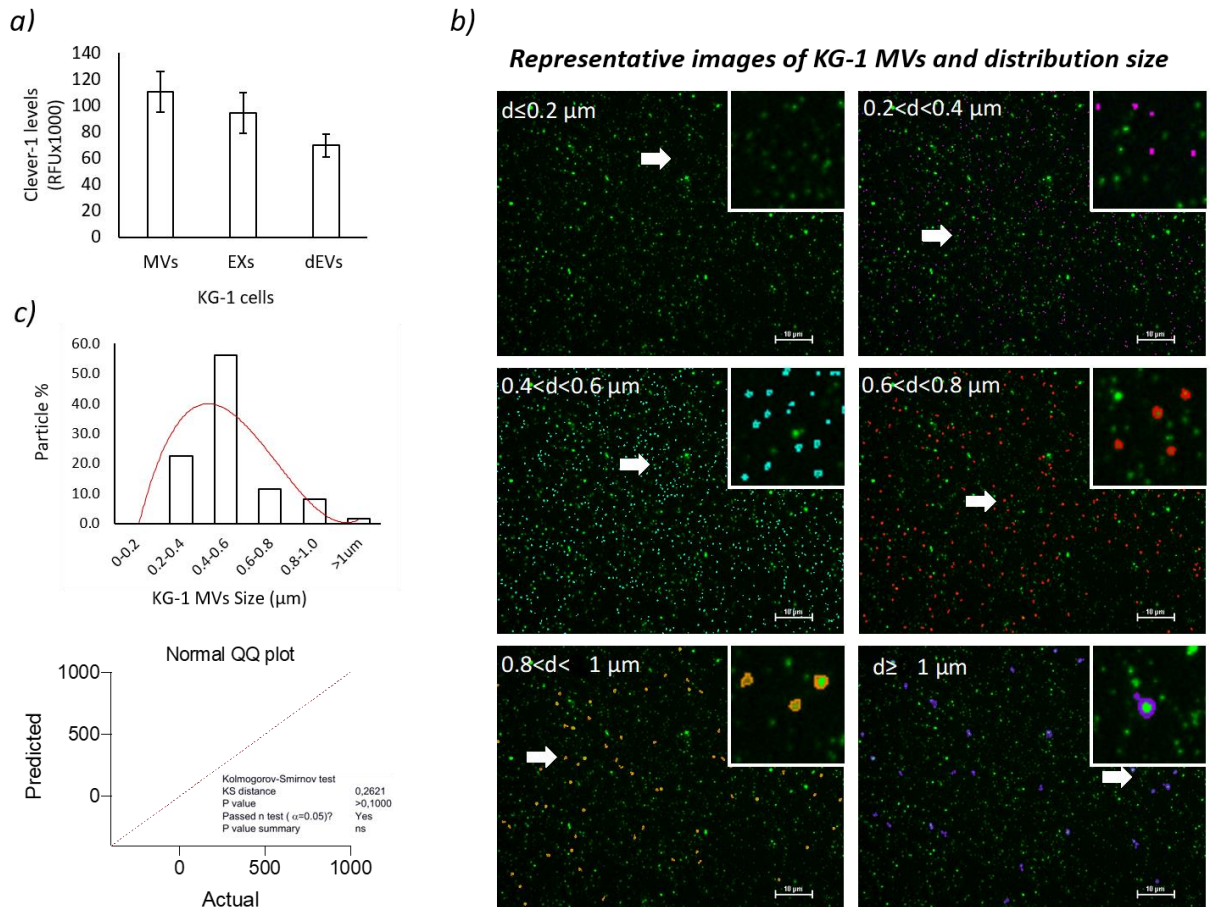 a)
140
120
100
80
60
40
20
0
Clever-1 levels
(RFUx1000)
MVs EXs dEVs
KG-1 cells
b)
Representative images of KG-1 MVs and distribution size
d≤0.2 µm
10 µm
0.2<d<0.4 µm
10 µm
0.4<d<0.6 µm
10 µm
0.6<d<0.8 µm
10 µm
0.8<d< 1 µm
10 µm
d≥ 1 µm
10 µm
c)
60.0
50.0
40.0
30.0
20.0
10.0
0.0
Particle %
0-0.2 0.2-0.4 0.4-0.6 0.6-0.8 0.8-1.0 >1um
KG-1 MVs Size (µm)
Normal QQ plot
1000
500
0
Predicted
Kolmogorov-Smirnov test
KS distance 0,2621
P value >0,1000
Passed n test ( α=0.05)? Yes
P value summary ns
0 500 1000
Actual